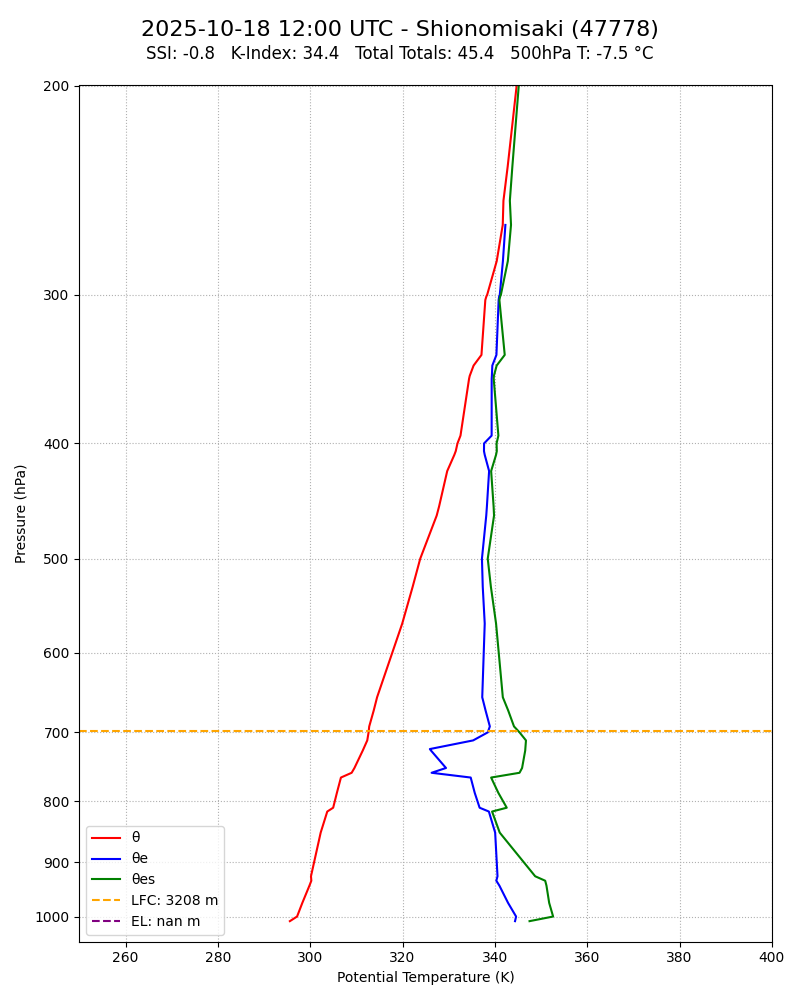 2025-10-18 12:00 UTC - Shionomisaki (47778)
SSI: -0.8   K-Index: 34.4   Total Totals: 45.4   500hPa T: -7.5 °C
200
300
400
500
600
700
800
900
1000
Pressure (hPa)
θ
θe
θes
LFC: 3208 m
EL: nan m
260 280 300 320 340 360 380 400
Potential Temperature (K)